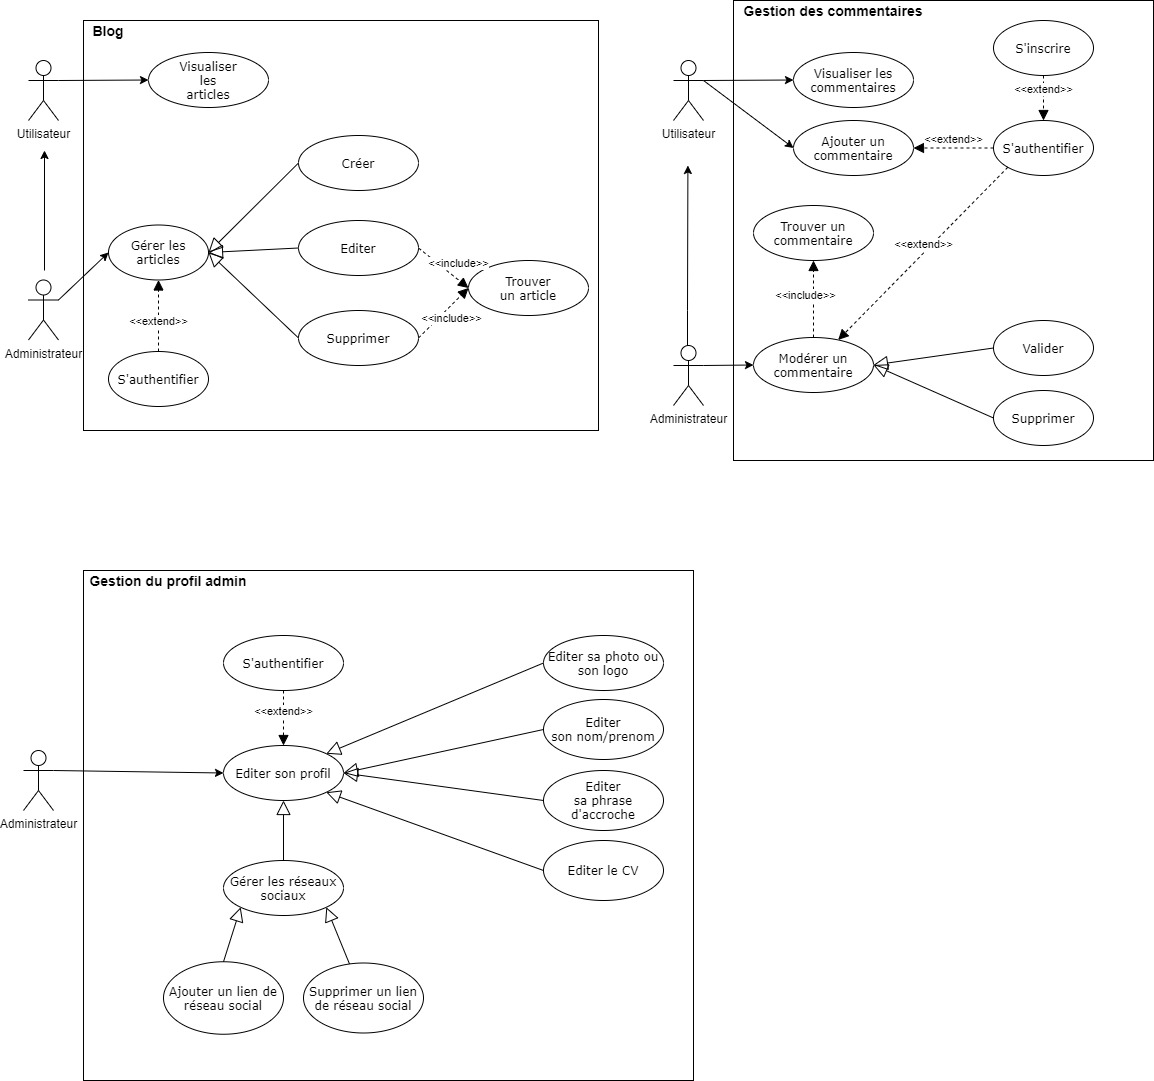 Blog
Visualiser
les
articles
Utilisateur
Créer
Gérer les
articles
Editer
<<include>>
Trouver
un article
<<include>>
<<extend>>
Supprimer
Administrateur
S'authentifier
Gestion des commentaires
S'inscrire
Visualiser les
commentaires
<<extend>>
Utilisateur
Ajouter un
commentaire
<<extend>>
S'authentifier
Trouver un
commentaire
<<extend>>
<<include>>
Modérer un
commentaire
Valider
Administrateur
Supprimer
Gestion du profil admin
S'authentifier
Editer sa photo ou
son logo
<<extend>>
Editer
son nom/prenom
Editer son profil
Editer
sa phrase
d'accroche
Administrateur
Editer le CV
Gérer les réseaux
sociaux
Ajouter un lien de
réseau social
Supprimer un lien
de réseau social